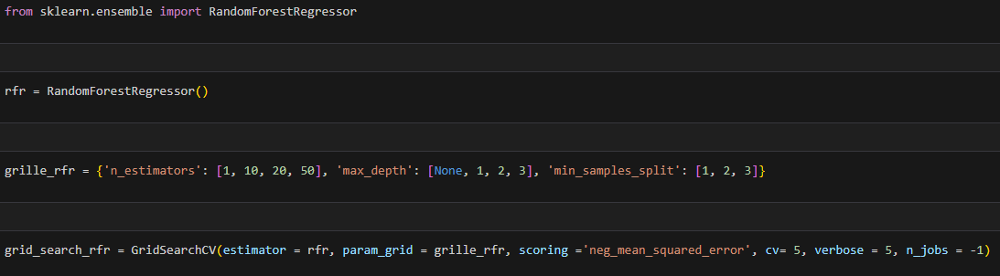 from sklearn.ensemble import RandomForestRegressor
rfr = RandomForestRegressor()
grille_rfr = {'n_estimators': [1, 10, 20, 50], 'max_depth': [None, 1, 2, 3], 'min_samples_split': [1, 2, 3]}
grid_search_rfr = GridSearchCV(estimator = rfr, param_grid = grille_rfr, scoring ='neg_mean_squared_error', cv= 5, verbose = 5, n_jobs = -1)